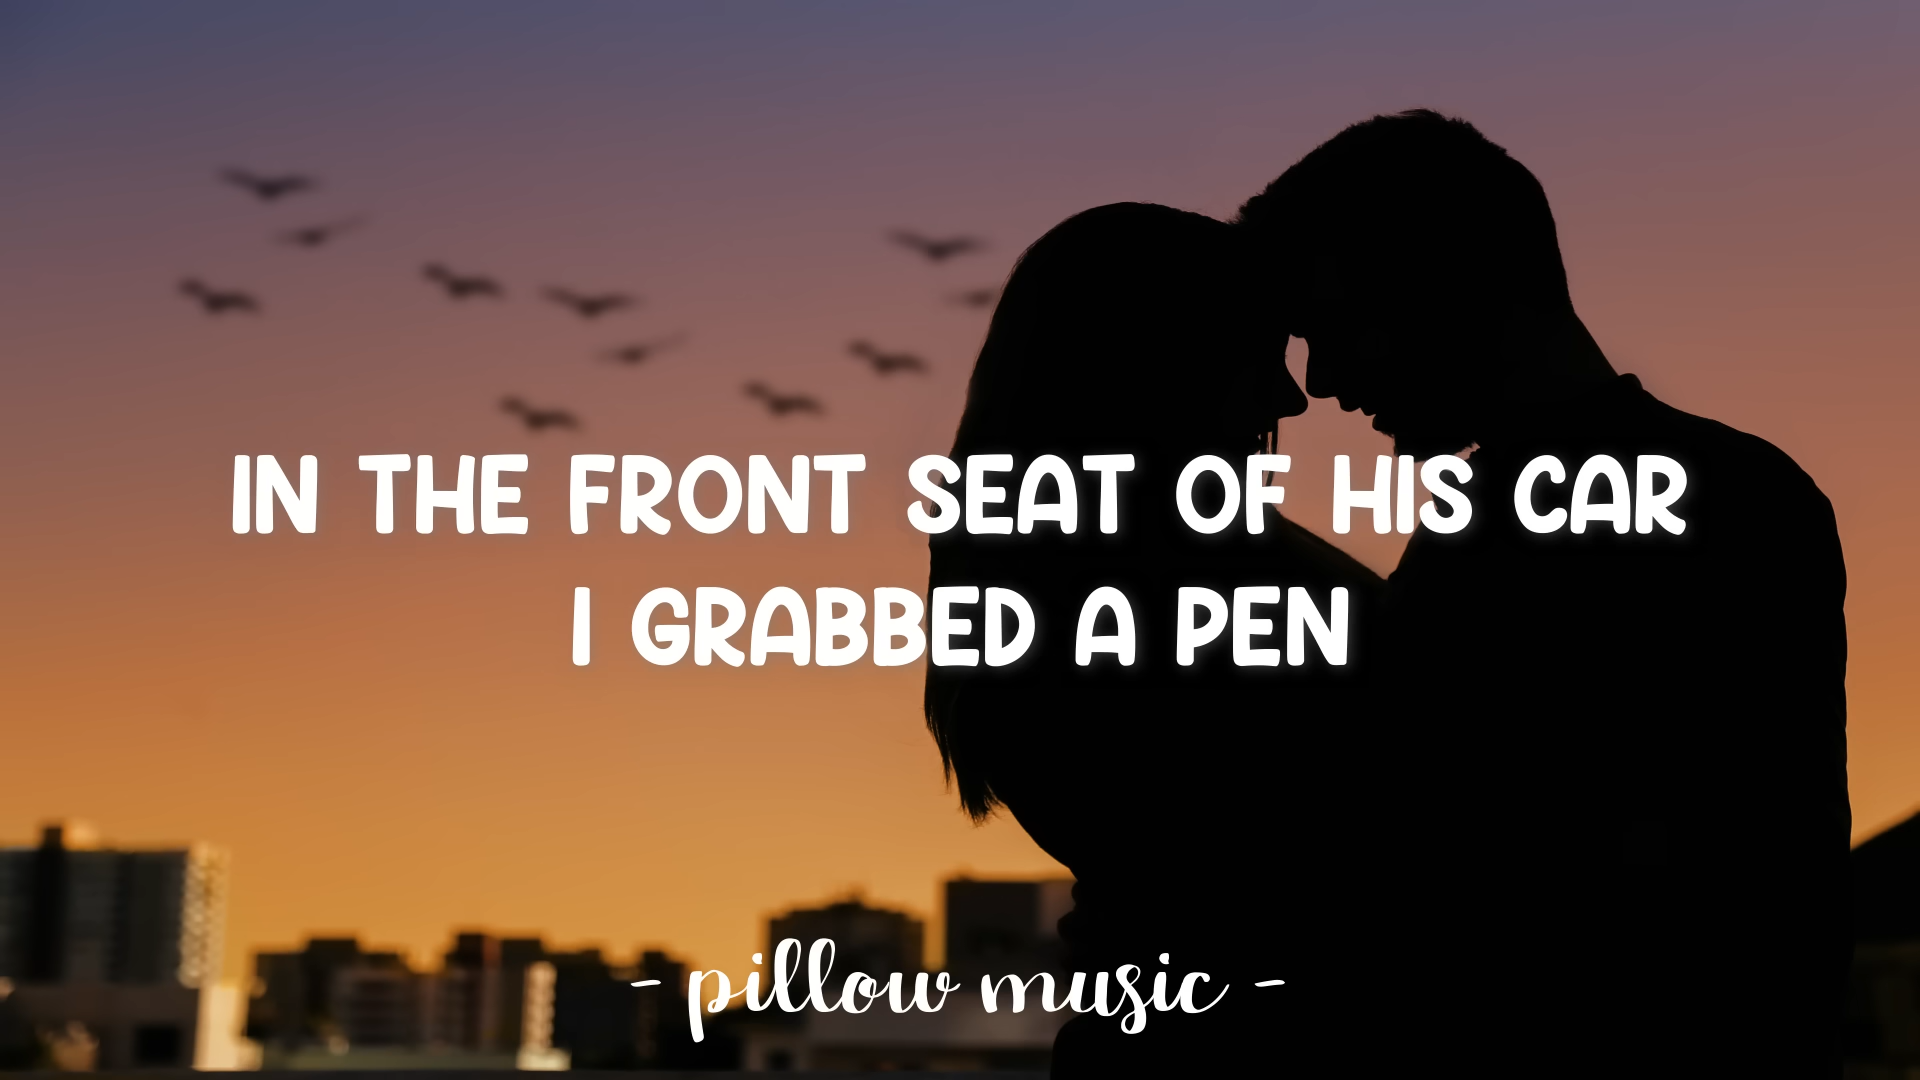 IN THE FRONT SEAT OF HIS CAR
I GRABBED A PEN
- pillow music -